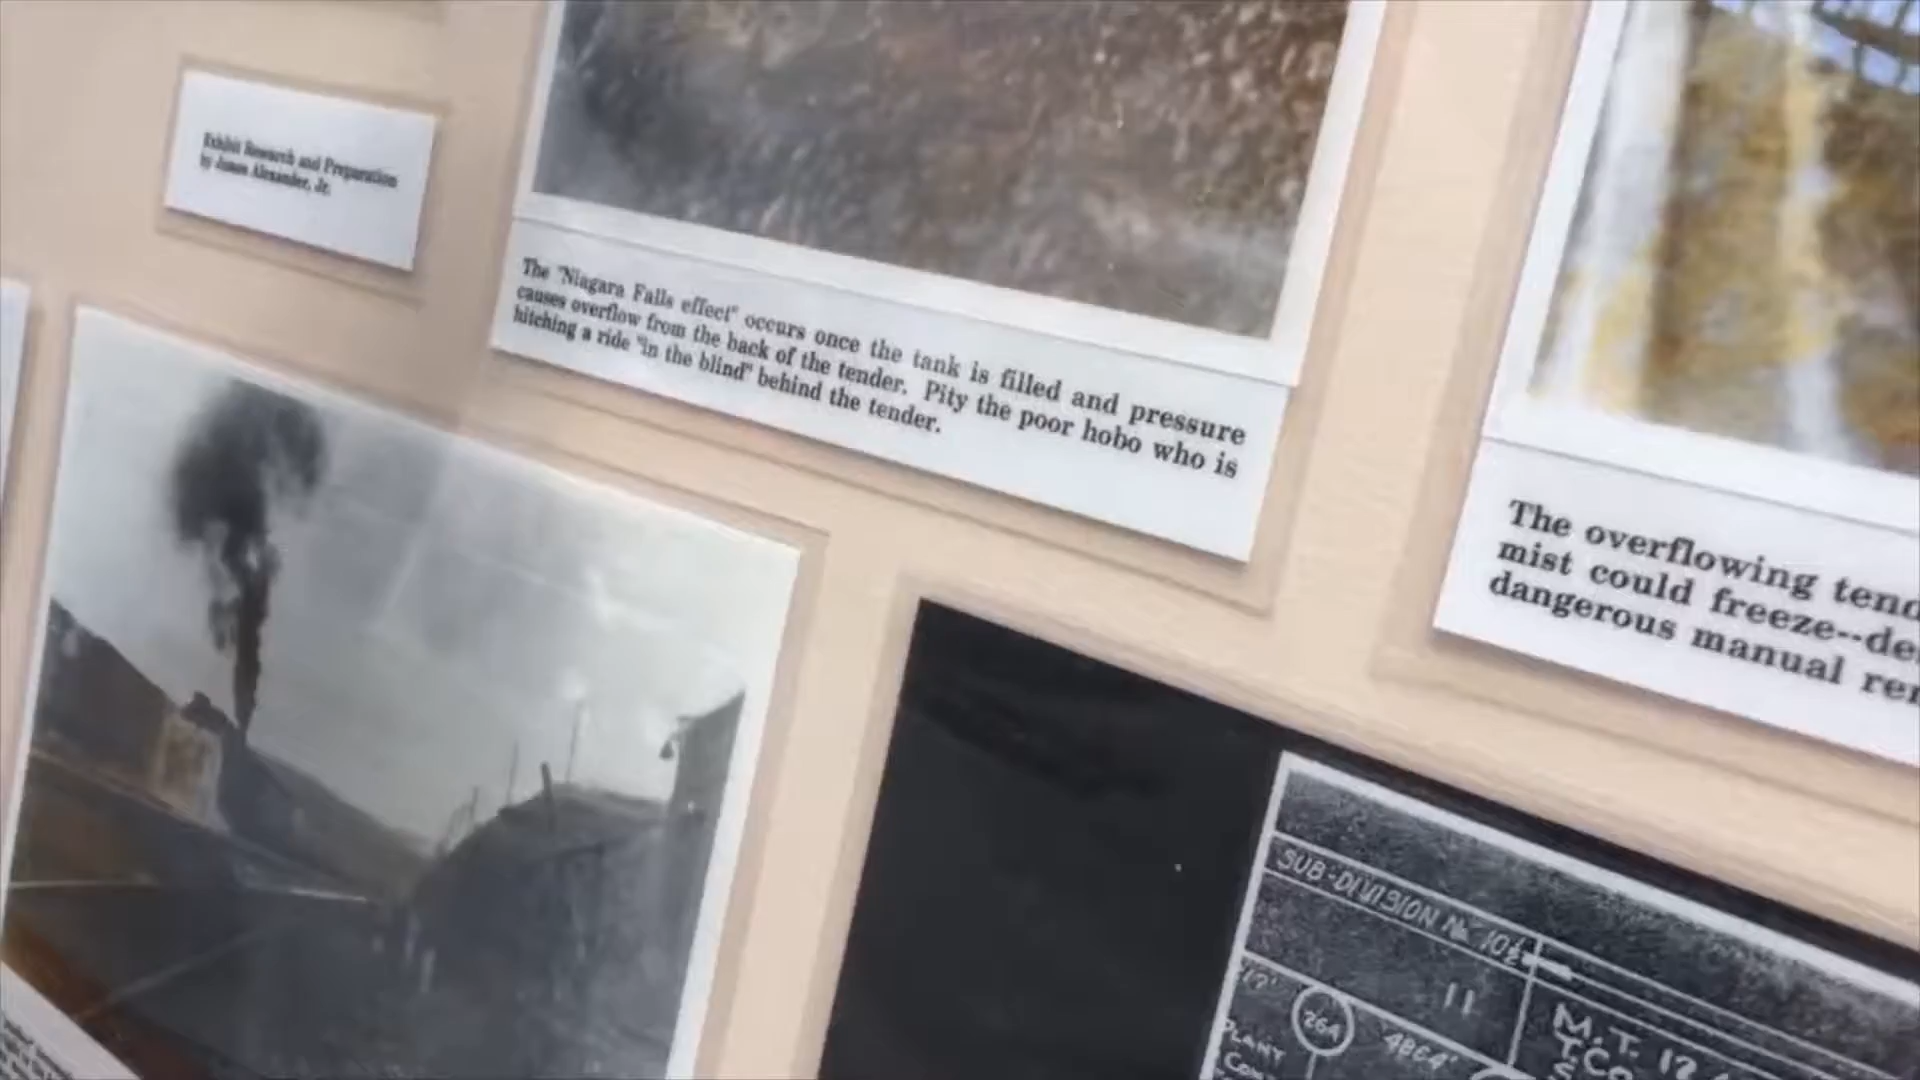 Exhibit Research and Preparation
by James Alexander, Jr.
The "Niagara Falls effect" occurs once the tank is filled and pressure
causes overflow from the back of the tender. Pity the poor hobo who is
hitching a ride "in the blind" behind the tender.
The overflowing tend
mist could freeze--de
dangerous manual re
SUB-DIVISION No 10½
11
264
4864'
PLANT
M.T. 12